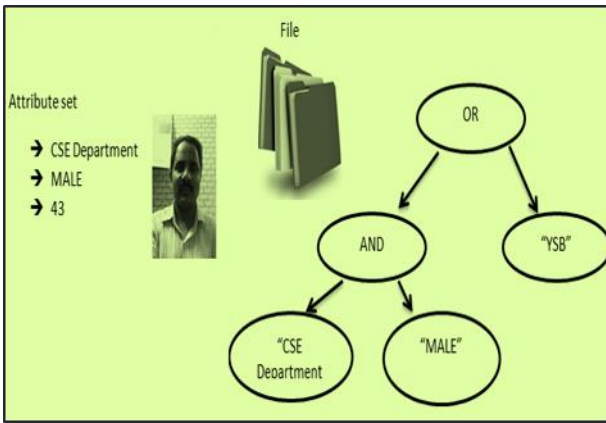 File
Attribute set
➔ CSE Department
➔ MALE
➔ 43
OR
AND
“YSB”
“CSE
Deoartment
“MALE”